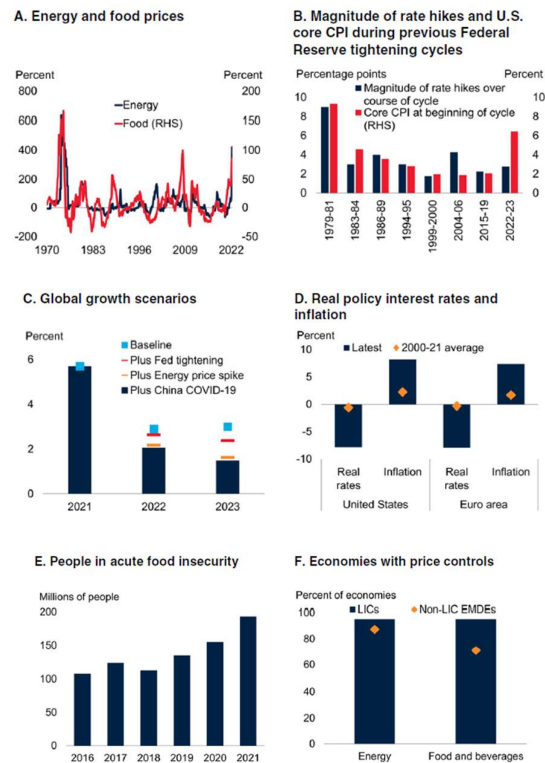 A. Energy and food prices
Percent
Percent
800
600
400
200
0
-200
Energy
Food (RHS)
200
150
100
50
0
-50
1970
1983
1996
2009
2022
B. Magnitude of rate hikes and U.S.
core CPI during previous Federal
Reserve tightening cycles
Percentage points
Percent
Magnitude of rate hikes over
course of cycle
Core CPI at beginning of cycle
(RHS)
10
8
6
4
2
0
10
8
6
4
2
0
1979-81
1983-84
1986-89
1994-95
1999-2000
2004-06
2015-19
2022-23
C. Global growth scenarios
Percent
6
4
2
0
Baseline
Plus Fed tightening
Plus Energy price spike
Plus China COVID-19
2021
2022
2023
D. Real policy interest rates and
inflation
Percent
10
5
0
-5
-10
Latest
2000-21 average
Real
rates
Inflation
Real
rates
Inflation
United States
Euro area
E. People in acute food insecurity
Millions of people
200
150
100
50
0
2016
2017
2018
2019
2020
2021
F. Economies with price controls
Percent of economies
100
80
60
40
20
0
LICs
Non-LIC EMDEs
Energy
Food and beverages